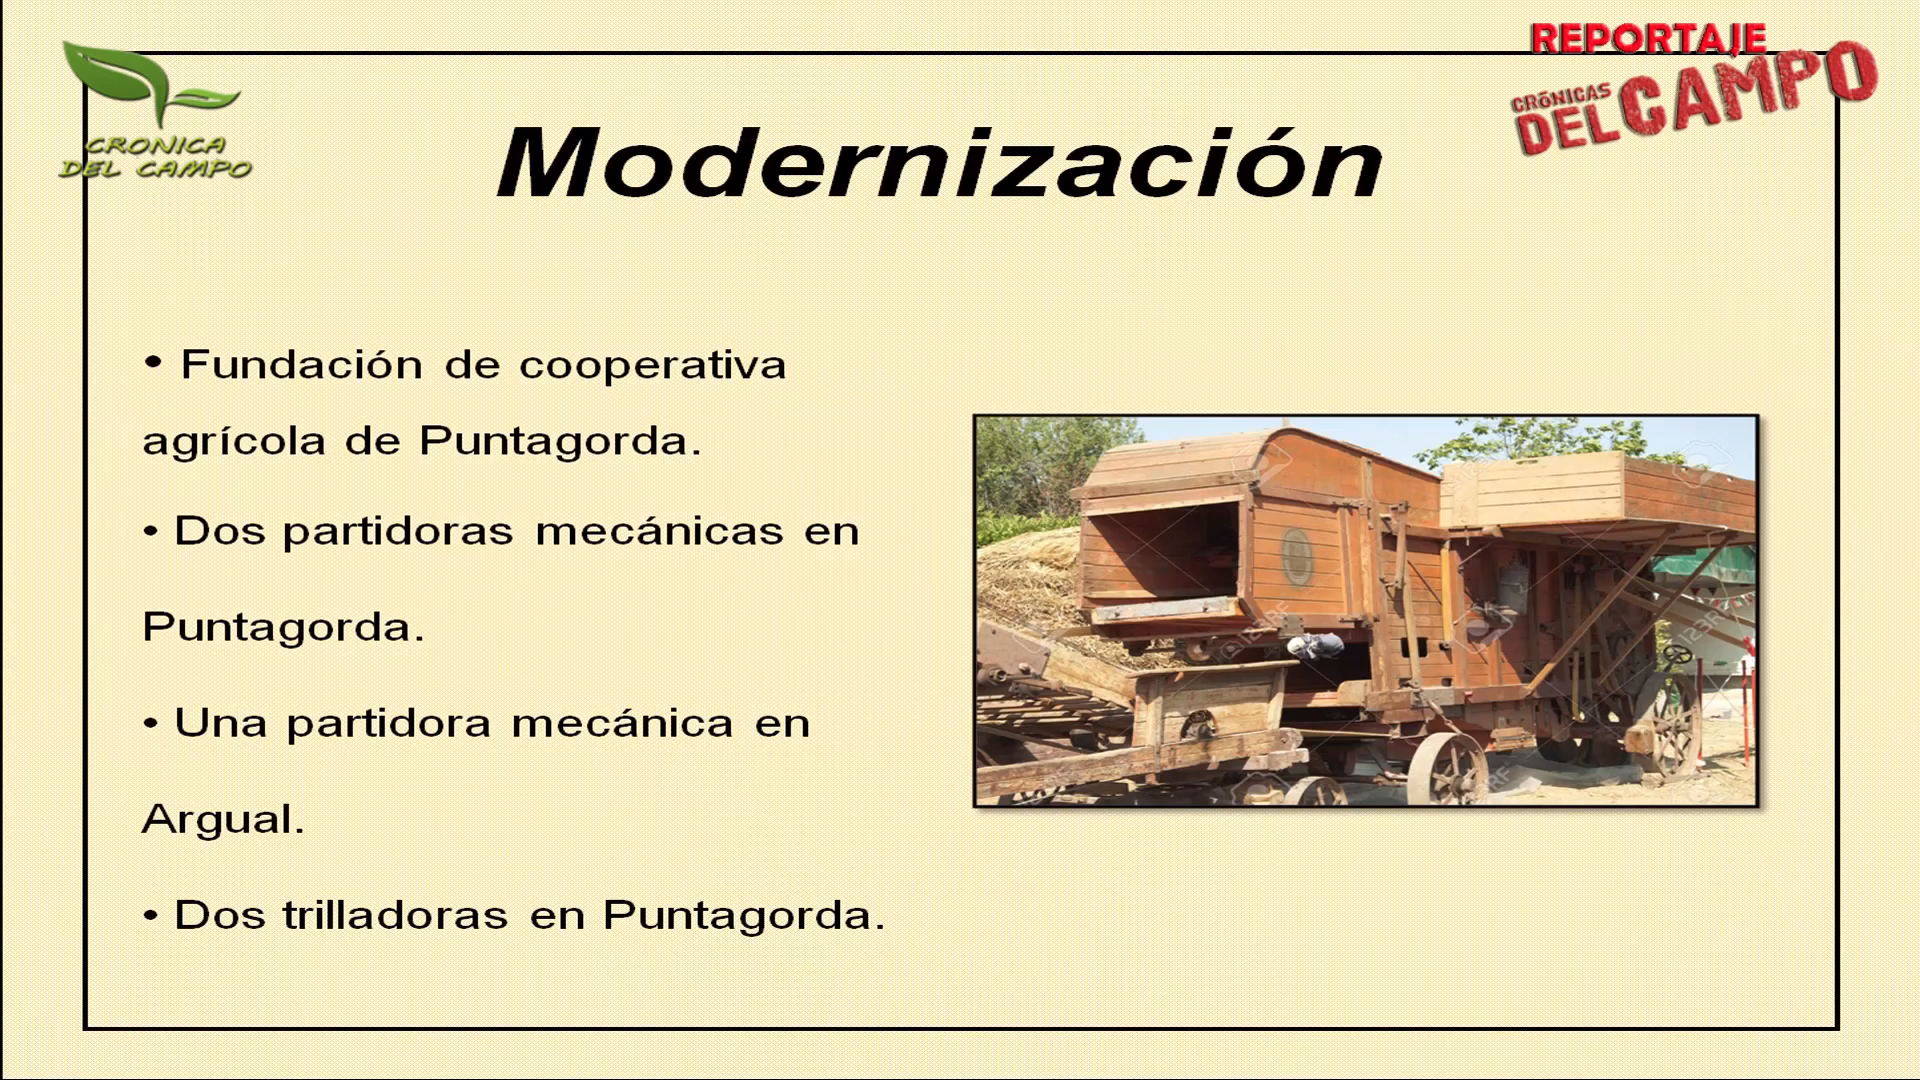 REPORTAJE
CRÓNICAS
DEL CAMPO
CRONICA
DEL CAMPO
Modernización
• Fundación de cooperativa
agrícola de Puntagorda.
• Dos partidoras mecánicas en
Puntagorda.
• Una partidora mecánica en
Argual.
• Dos trilladoras en Puntagorda.